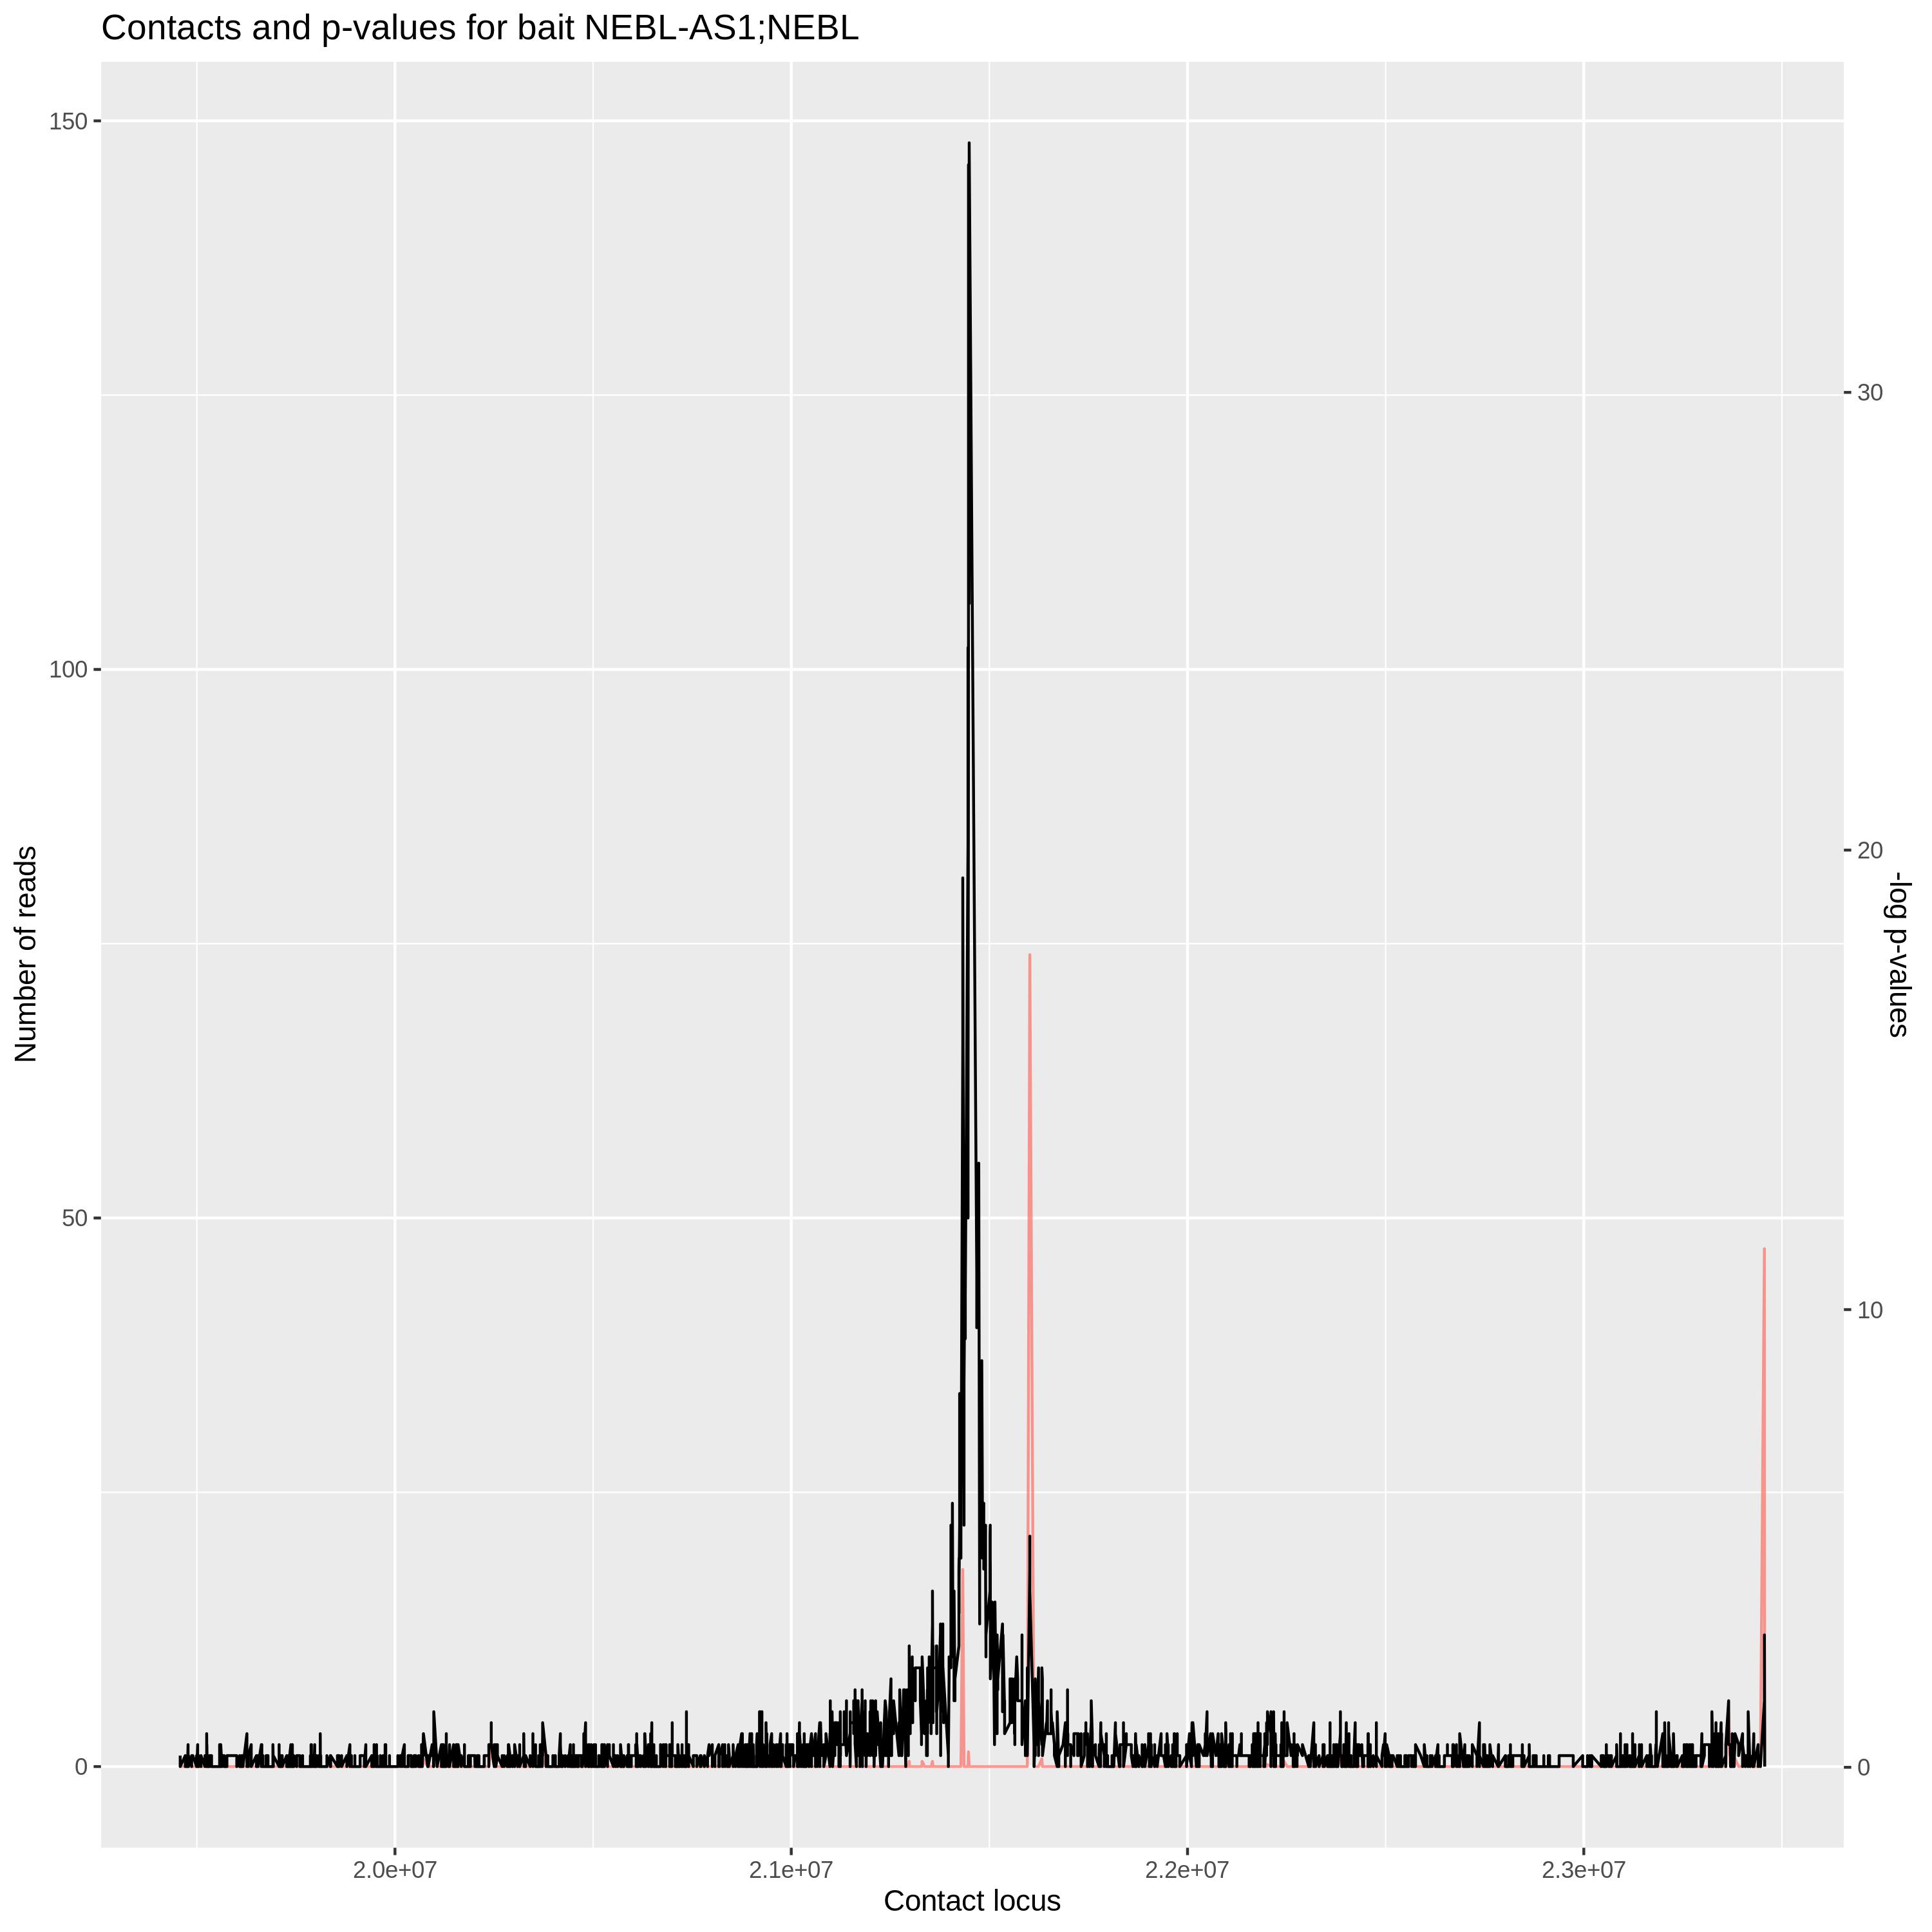 Contacts and p-values for bait NEBL-AS1;NEBL
150
100
50
0
Number of reads
30
20
10
0
-log p-values
2.0e+07
2.1e+07
2.2e+07
2.3e+07
Contact locus